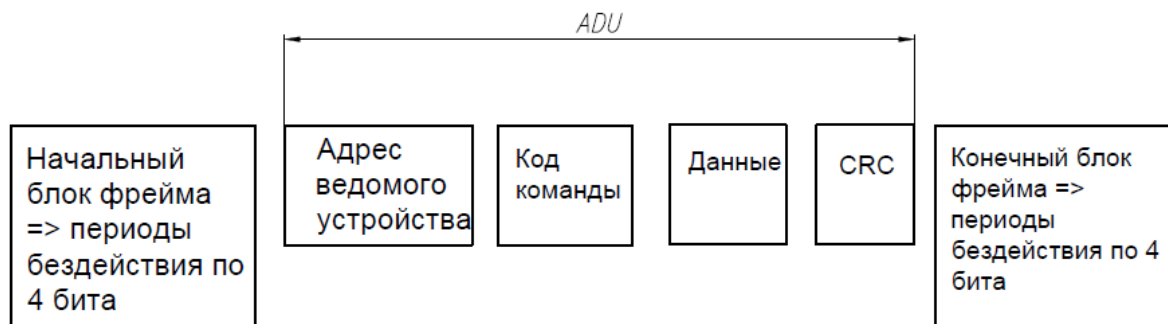 ADU
Начальный
блок фрейма
=> периоды
бездействия по
4 бита
Адрес
ведомого
устройства
Код
команды
Данные
CRC
Конечный блок
фрейма =>
периоды
бездействия по 4
бита